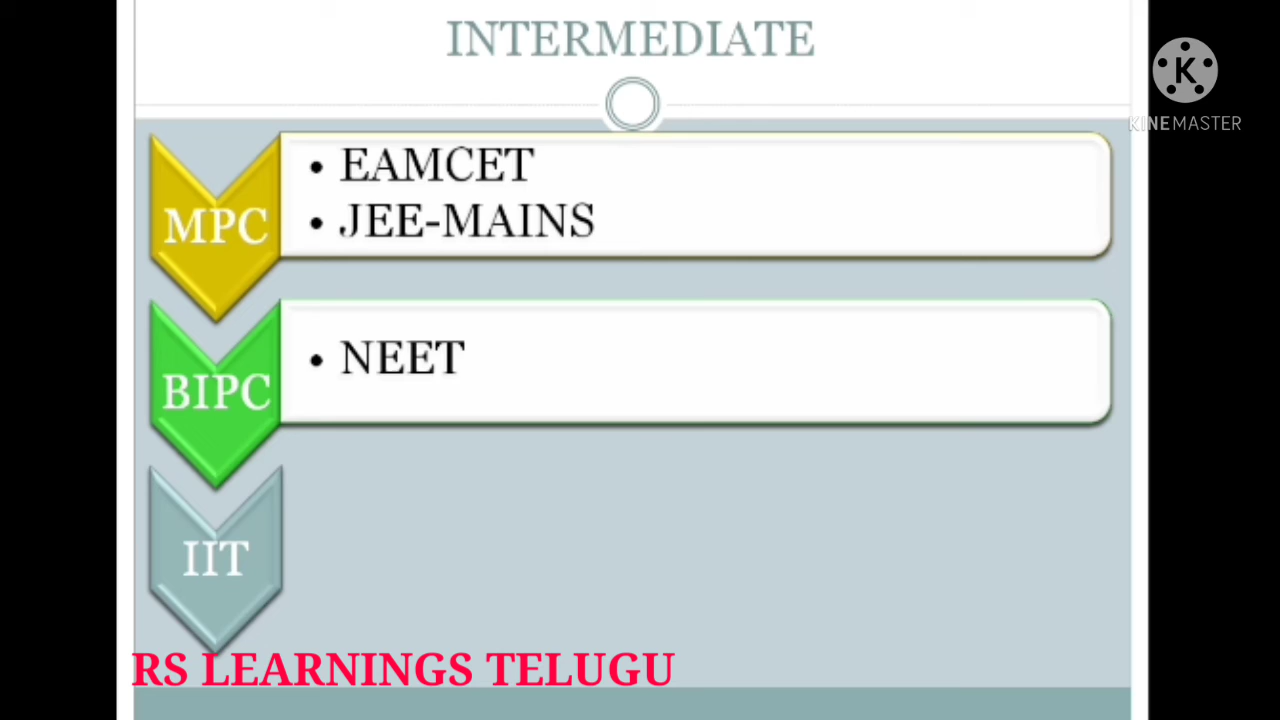 INTERMEDIATE
K
KINEMASTER
MPC
• EAMCET
• JEE-MAINS
BIPC
• NEET
IIT
RS LEARNINGS TELUGU